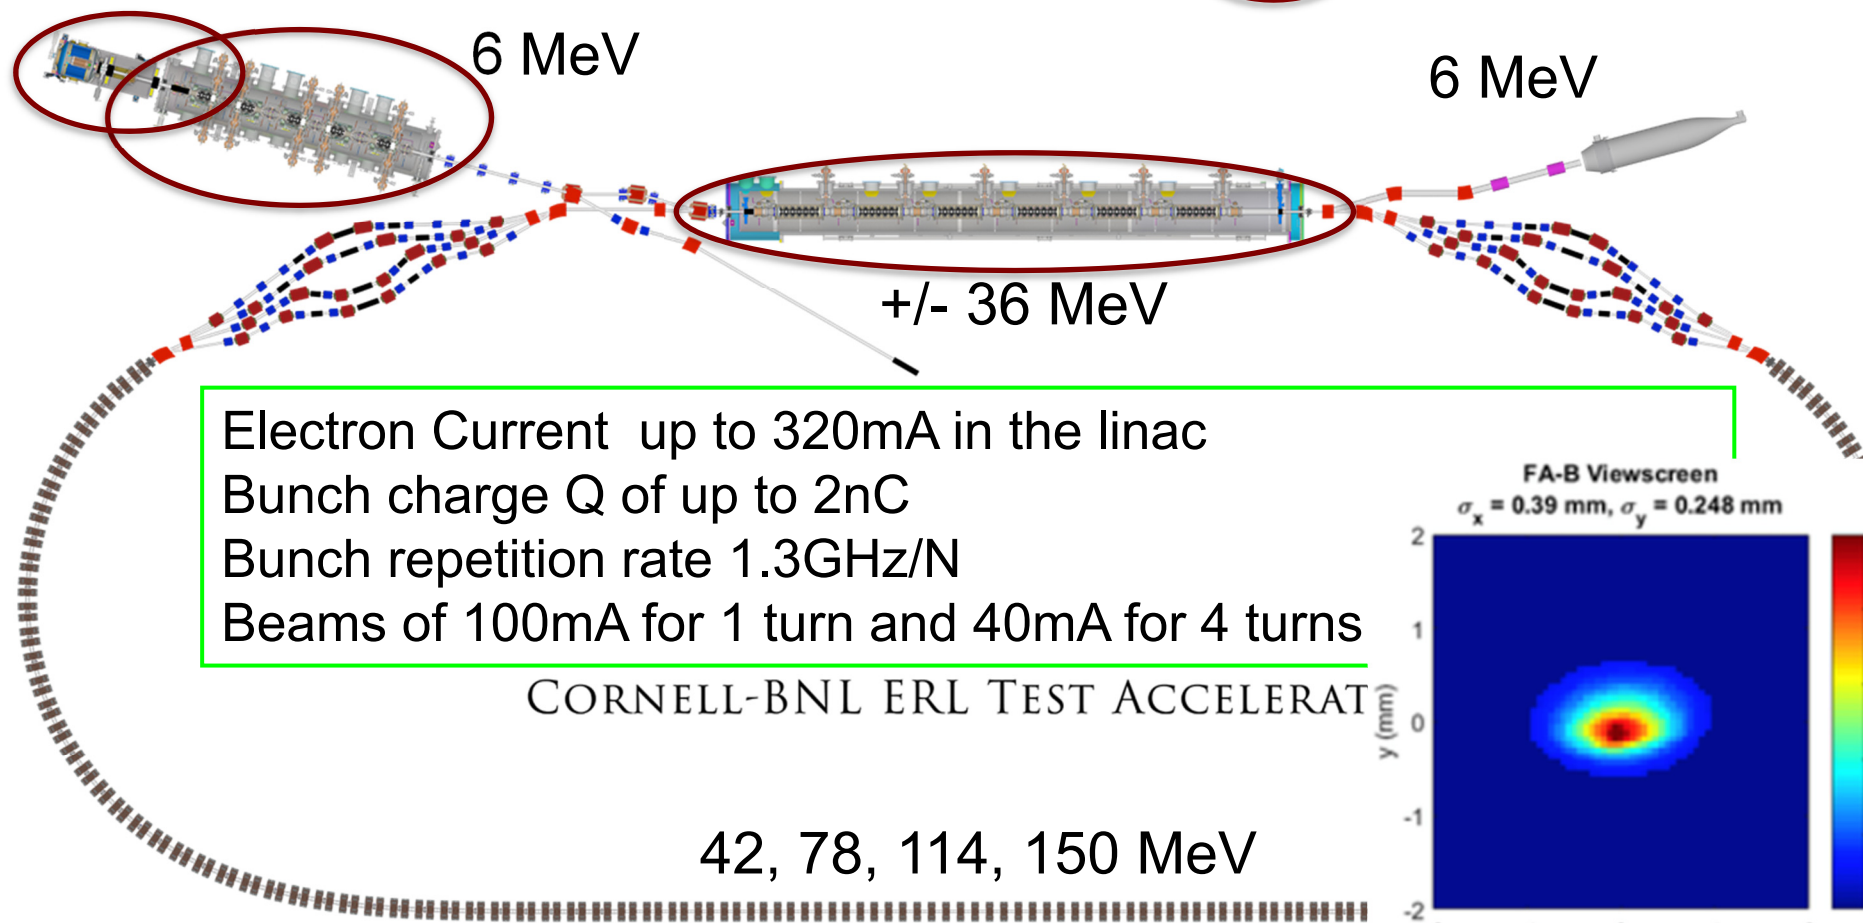 6 MeV
6 MeV
+/- 36 MeV
Electron Current up to 320mA in the linac
Bunch charge Q of up to 2nC
Bunch repetition rate 1.3GHz/N
Beams of 100mA for 1 turn and 40mA for 4 turns
FA-B Viewscreen
σx = 0.39 mm, σy = 0.248 mm
2
1
0
-1
-2
y (mm)
CORNELL-BNL ERL TEST ACCELERAT
42, 78, 114, 150 MeV